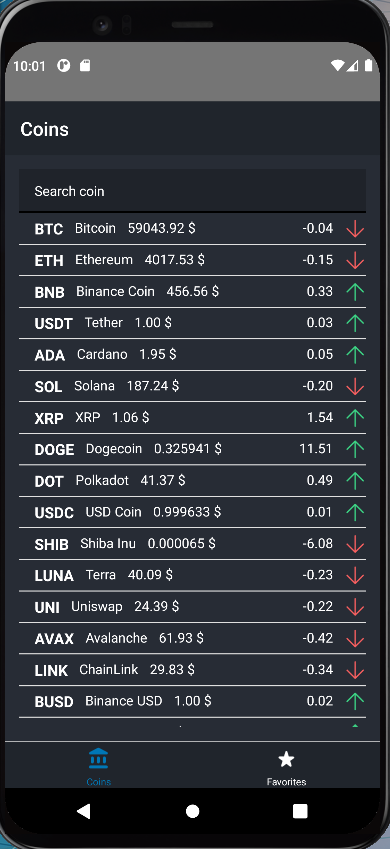 10:01
Coins
Search coin
BTC Bitcoin 59043.92 $ -0.04
ETH Ethereum 4017.53 $ -0.15
BNB Binance Coin 456.56 $ 0.33
USDT Tether 1.00 $ 0.03
ADA Cardano 1.95 $ 0.05
SOL Solana 187.24 $ -0.20
XRP XRP 1.06 $ 1.54
DOGE Dogecoin 0.325941 $ 11.51
DOT Polkadot 41.37 $ 0.49
USDC USD Coin 0.999633 $ 0.01
SHIB Shiba Inu 0.000065 $ -6.08
LUNA Terra 40.09 $ -0.23
UNI Uniswap 24.39 $ -0.22
AVAX Avalanche 61.93 $ -0.42
LINK ChainLink 29.83 $ -0.34
BUSD Binance USD 1.00 $ 0.02
Coins Favorites